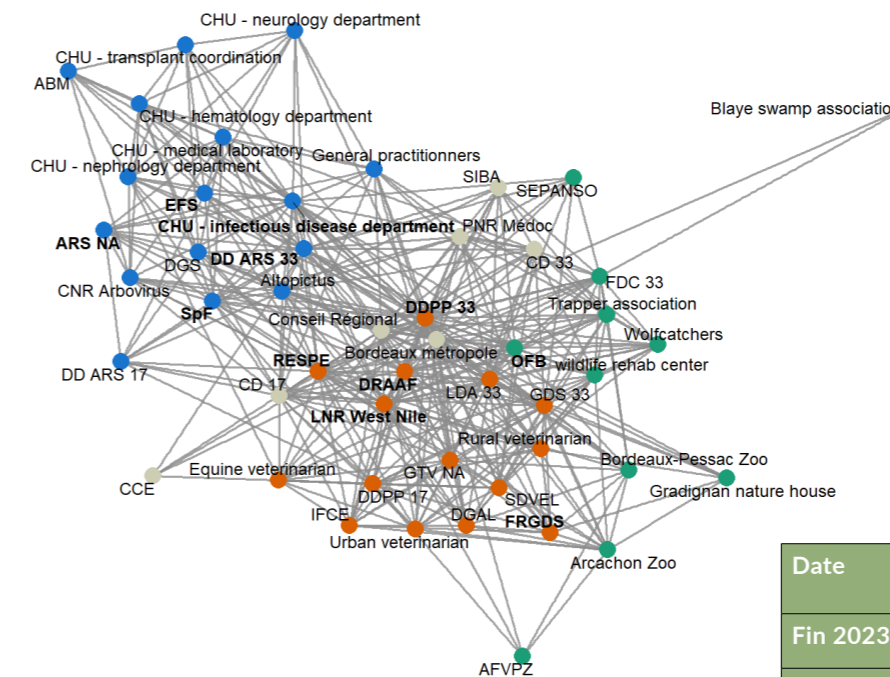 CHU - neurology department
CHU - transplant coordination
ABM
Blaye swamp associatio
CHU - hematology department
CHU - medical laboratory
General practitionners
CHU - nephrology department
SIBA
SEPANSO
EFS
CHU - infectious disease department
PNR Médoc
ARS NA
DGS
DD ARS 33
CD 33
Altopictus
FDC 33
CNR Arbovirus
SpF
DDPP 33
Trapper association
Conseil Régional
Wolfcatchers
Bordeaux métropole
RESPE
OFB
wildlife rehab center
DD ARS 17
CD 17
DRAAF
LDA 33
GDS 33
LNR West Nile
Rural veterinarian
Equine veterinarian
GTV NA
Bordeaux-Pessac Zoo
CCE
DDPP 17
SDVEL
Gradignan nature house
IFCE
DGAL
FRGDS
Urban veterinarian
Arcachon Zoo
Date
Fin 2023
AFVPZ